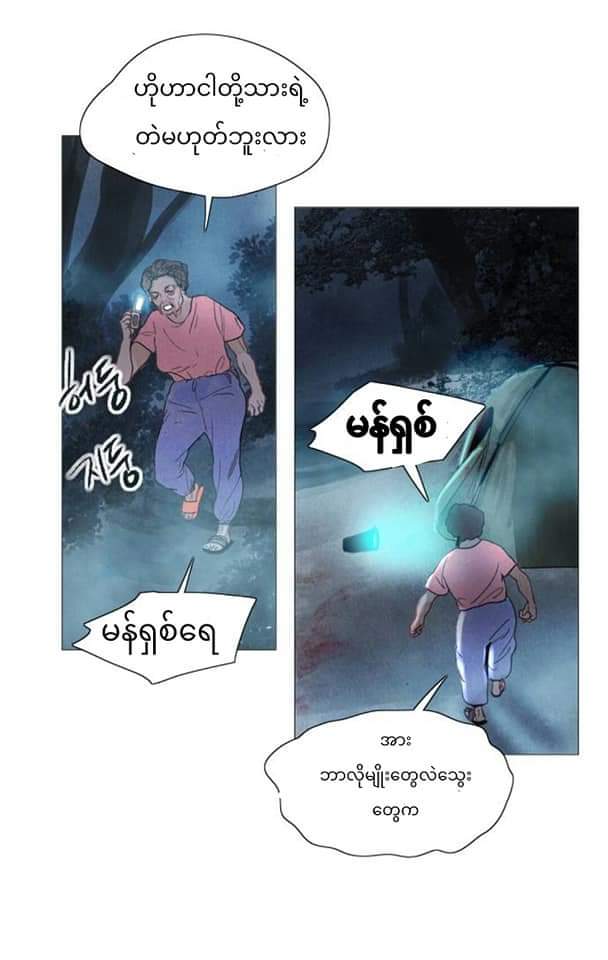 ဟိုဟာငါတို့သားရဲ့
တဲမဟုတ်ဘူးလား
허둥
지둥
မန်ရှစ်ရေ
မန်ရှစ်
အား
ဘာလိုမျိုးတွေလဲသွေး
တွေက